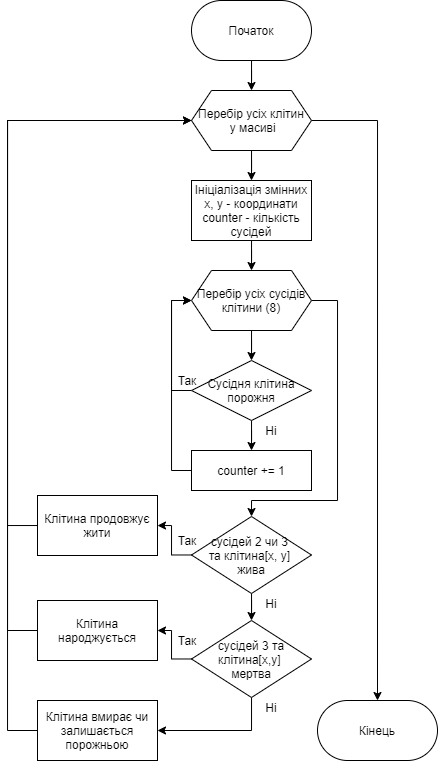 Початок
Перебір усіх клітин
у масиві
Ініціалізація змінних
x, y - координати
counter - кількість
сусідей
Перебір усіх сусідів
клітини (8)
Так
Сусідня клітина
порожня
Ні
counter += 1
Клітина продовжує
жити
Так
сусідей 2 чи 3
та клітина[x, y]
жива
Ні
Клітина
народжується
Так
сусідей 3 та
клітина[x,y]
мертва
Ні
Клітина вмирає чи
залишається
порожньою
Кінець